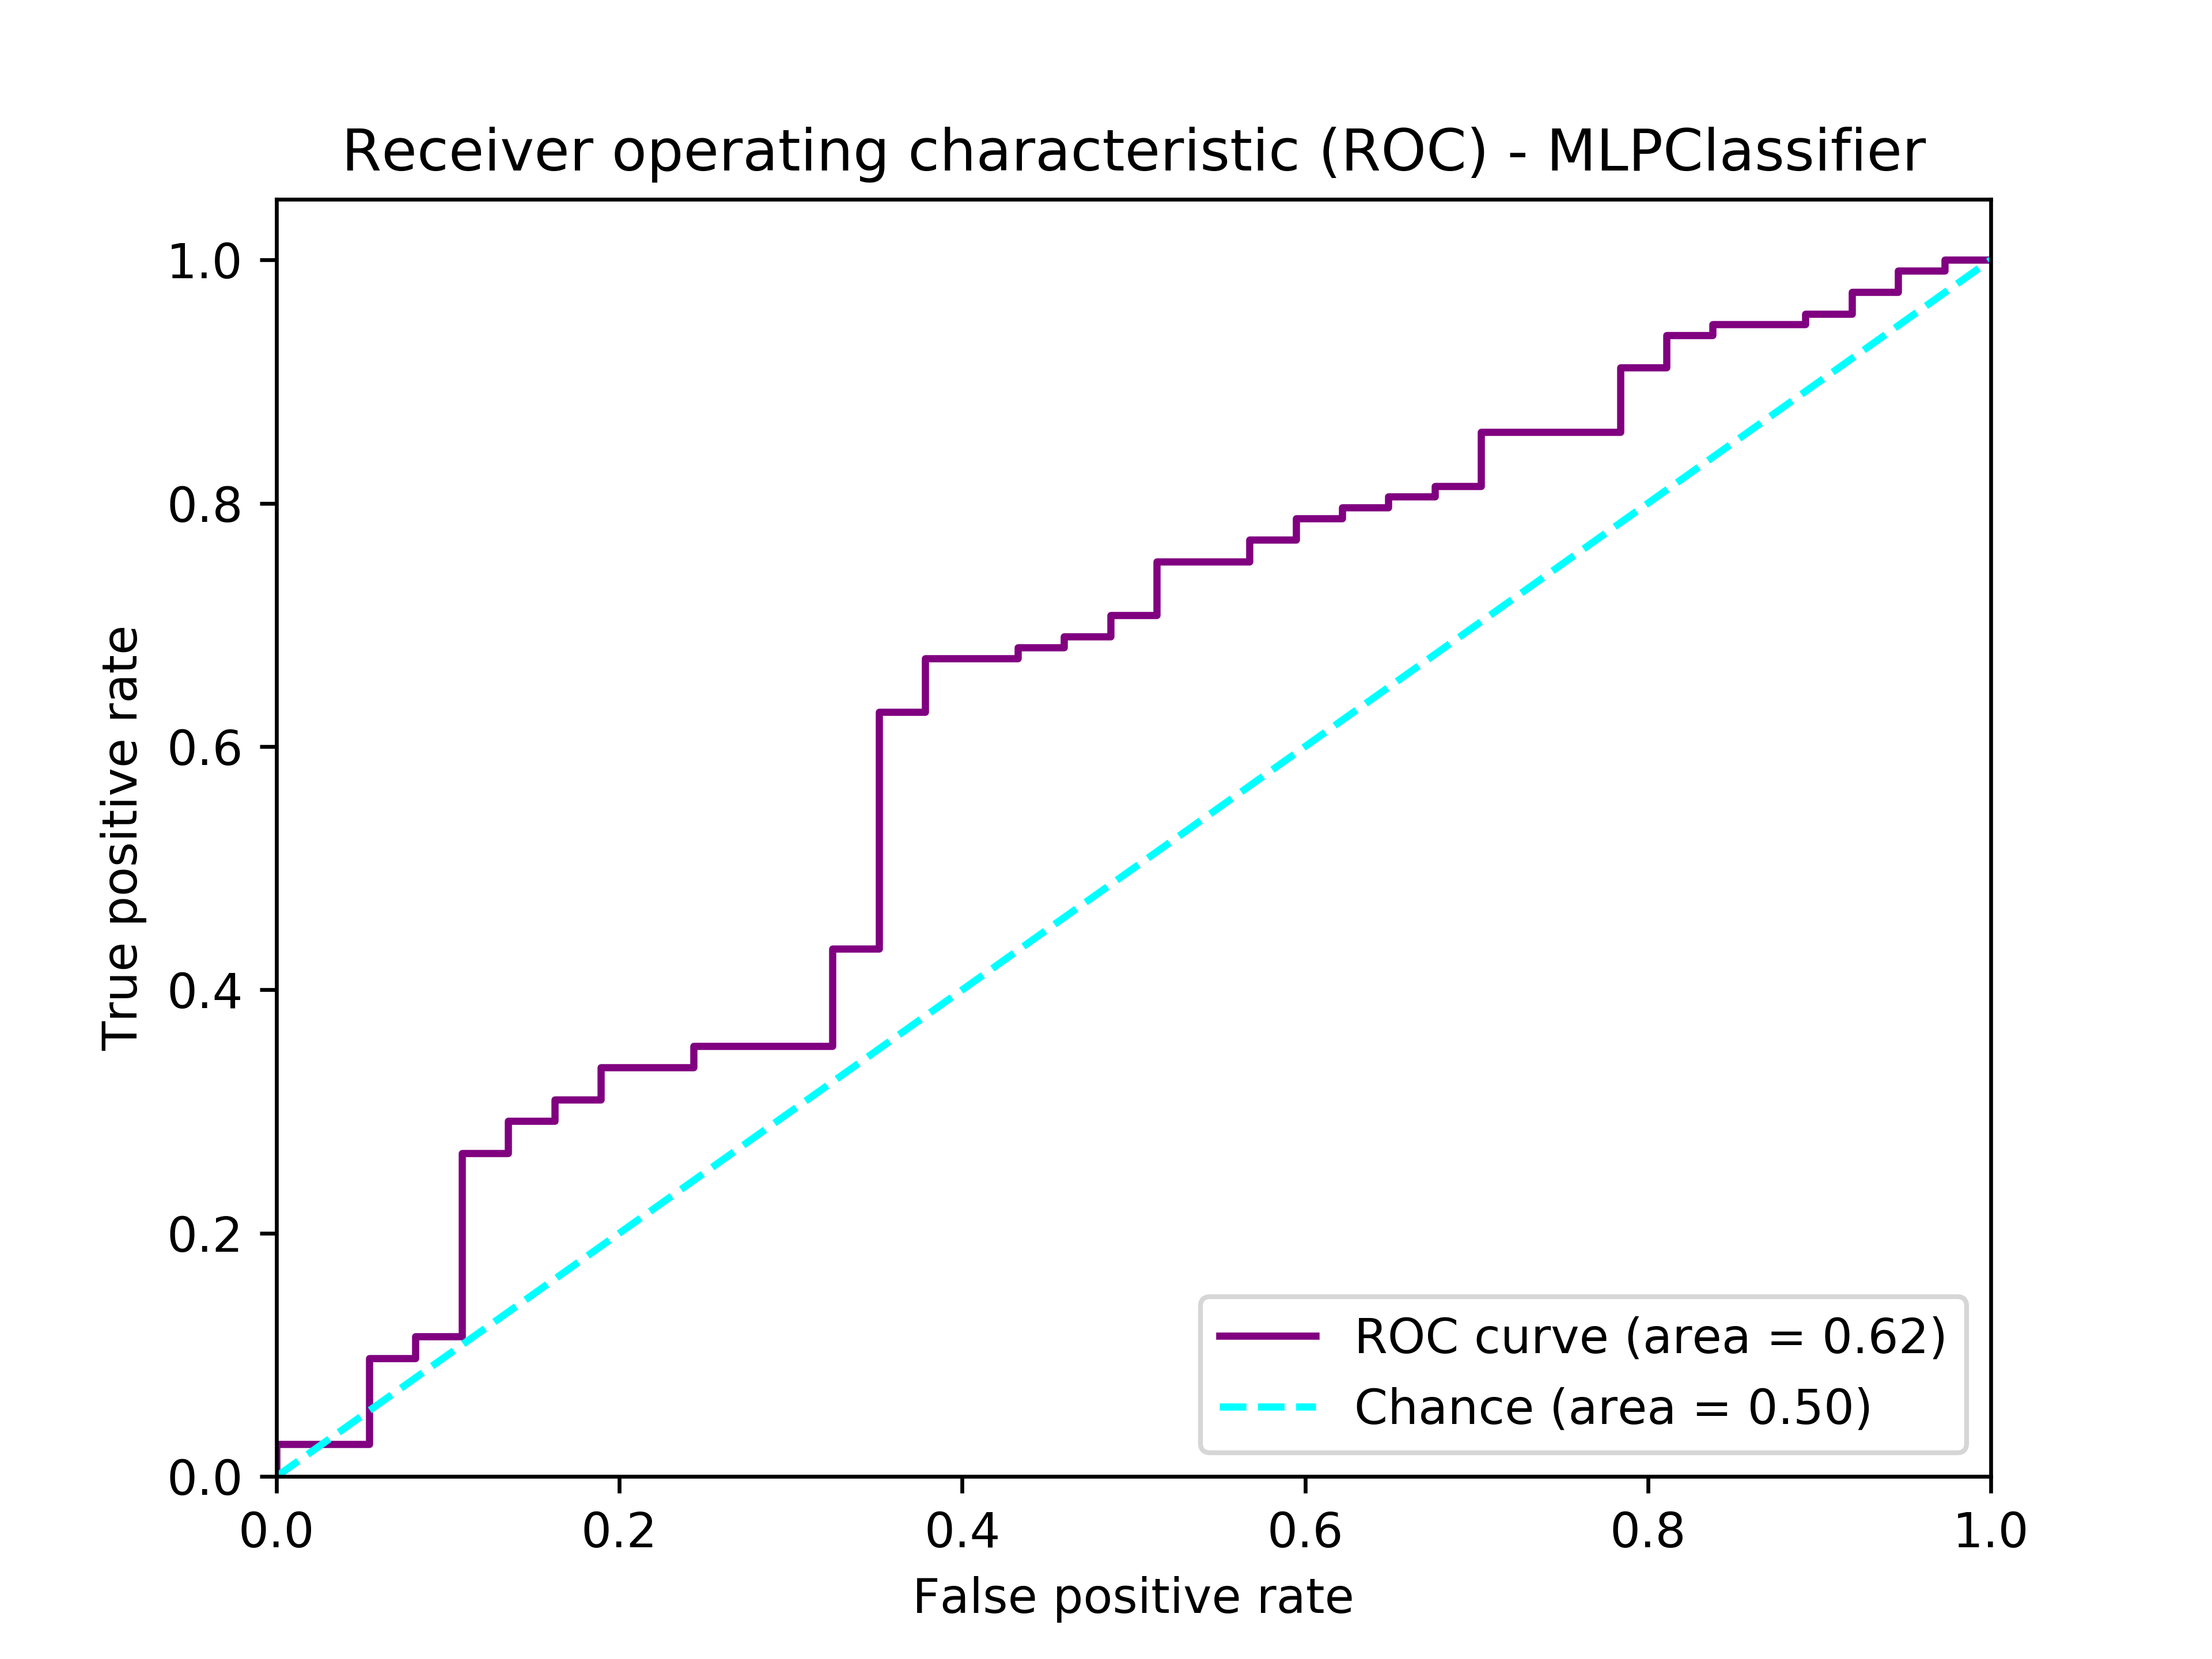 Receiver operating characteristic (ROC) - MLPClassifier
1.0
0.8
0.6
0.4
0.2
0.0
True positive rate
ROC curve (area = 0.62)
Chance (area = 0.50)
0.0 0.2 0.4 0.6 0.8 1.0
False positive rate